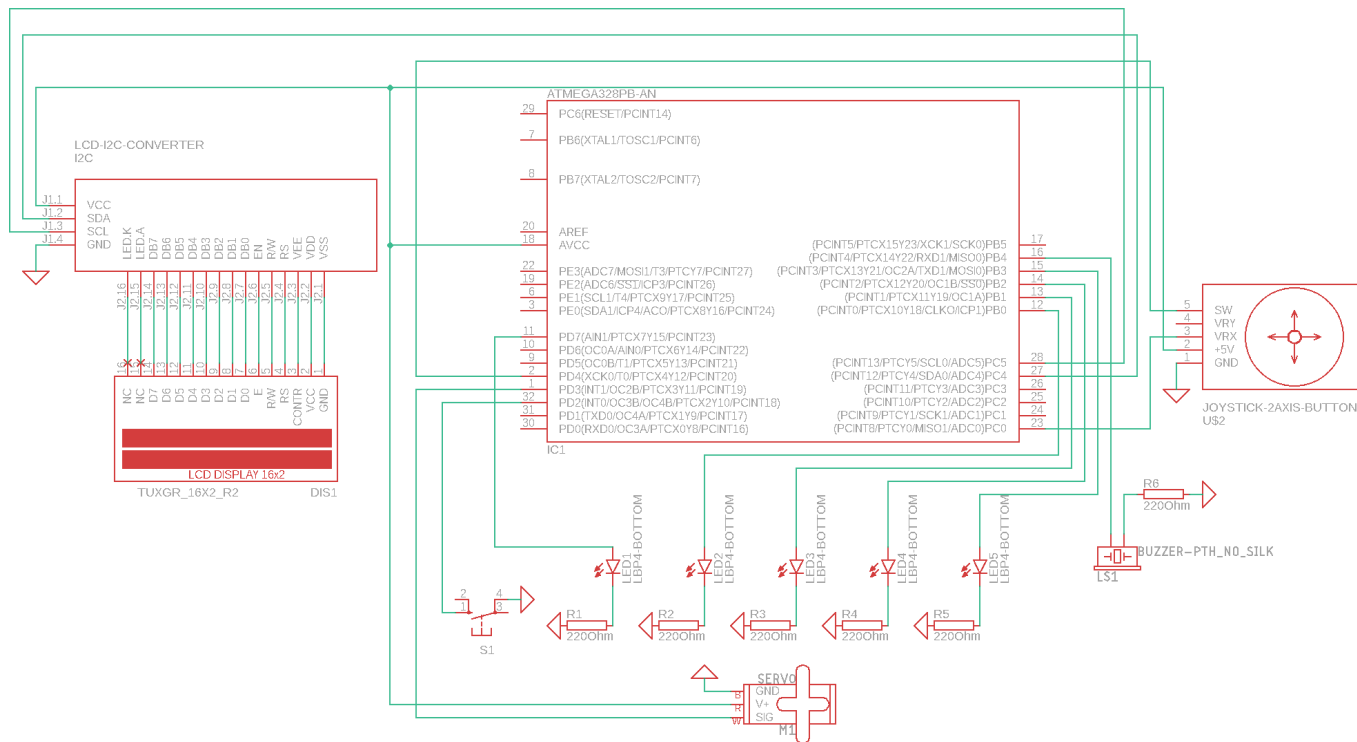 ATMEGA328PB-AN
29 PC6(RESET/PCINT14)
7 PB6(XTAL1/TOSC1/PCINT6)
8 PB7(XTAL2/TOSC2/PCINT7)
20 AREF
18 AVCC
22 PE3(ADC7/MOSI1/T3/PTCY7/PCINT27)
19 PE2(ADC6/SS1/ICP3/PCINT26)
6 PE1(SCL1/T4/PTCX9Y17/PCINT25)
3 PE0(SDA1/ICP4/ACO/PTCX8Y16/PCINT24)
11 PD7(AIN1/PTCX7Y15/PCINT23)
10 PD6(OC0A/AIN0/PTCX6Y14/PCINT22)
9 PD5(OC0B/T1/PTCX5Y13/PCINT21)
2 PD4(XCK0/T0/PTCX4Y12/PCINT20)
1 PD3(INT1/OC2B/PTCX3Y11/PCINT19)
32 PD2(INT0/OC3B/OC4B/PTCX2Y10/PCINT18)
31 PD1(TXD0/OC4A/PTCX1Y9/PCINT17)
30 PD0(RXD0/OC3A/PTCX0Y8/PCINT16)
(PCINT5/PTCX15Y23/XCK1/SCK0)PB5 17
(PCINT4/PTCX14Y22/RXD1/MISO0)PB4 16
(PCINT3/PTCX13Y21/OC2A/TXD1/MOSI0)PB3 15
(PCINT2/PTCX12Y20/OC1B/SS0)PB2 14
(PCINT1/PTCX11Y19/OC1A)PB1 13
(PCINT0/PTCX10Y18/CLKO/ICP1)PB0 12
(PCINT13/PTCY5/SCL0/ADC5)PC5 28
(PCINT12/PTCY4/SDA0/ADC4)PC4 27
(PCINT11/PTCY3/ADC3)PC3 26
(PCINT10/PTCY2/ADC2)PC2 25
(PCINT9/PTCY1/SCK1/ADC1)PC1 24
(PCINT8/PTCY0/MISO1/ADC0)PC0 23
IC1
LCD-I2C-CONVERTER
I2C
J1.1 VCC
J1.2 SDA
J1.3 SCL
J1.4 GND
LED.K
LED.A
DB7
DB6
DB5
DB4
DB3
DB2
DB1
DB0
EN
R/W
RS
VEE
VDD
VSS
J2.16
J2.15
J2.14
J2.13
J2.12
J2.11
J2.10
J2.9
J2.8
J2.7
J2.6
J2.5
J2.4
J2.3
J2.2
J2.1
16
15
14
13
12
11
10
9
8
7
6
5
4
3
2
1
NC
NC
D7
D6
D5
D4
D3
D2
D1
D0
E
R/W
RS
CONTR
VCC
GND
LCD DISPLAY 16x2
TUXGR_16X2_R2 DIS1
5 SW
4 VRY
3 VRX
2 +5V
1 GND
JOYSTICK-2AXIS-BUTTON
U$2
R6
220Ohm
BUZZER-PTH_NO_SILK
LS1
LED1
LBP4-BOTTOM
LED2
LBP4-BOTTOM
LED3
LBP4-BOTTOM
LED4
LBP4-BOTTOM
LED5
LBP4-BOTTOM
2 4
1 3
S1
R1
220Ohm
R2
220Ohm
R3
220Ohm
R4
220Ohm
R5
220Ohm
SERVO
B GND
R V+
W SIG
M1